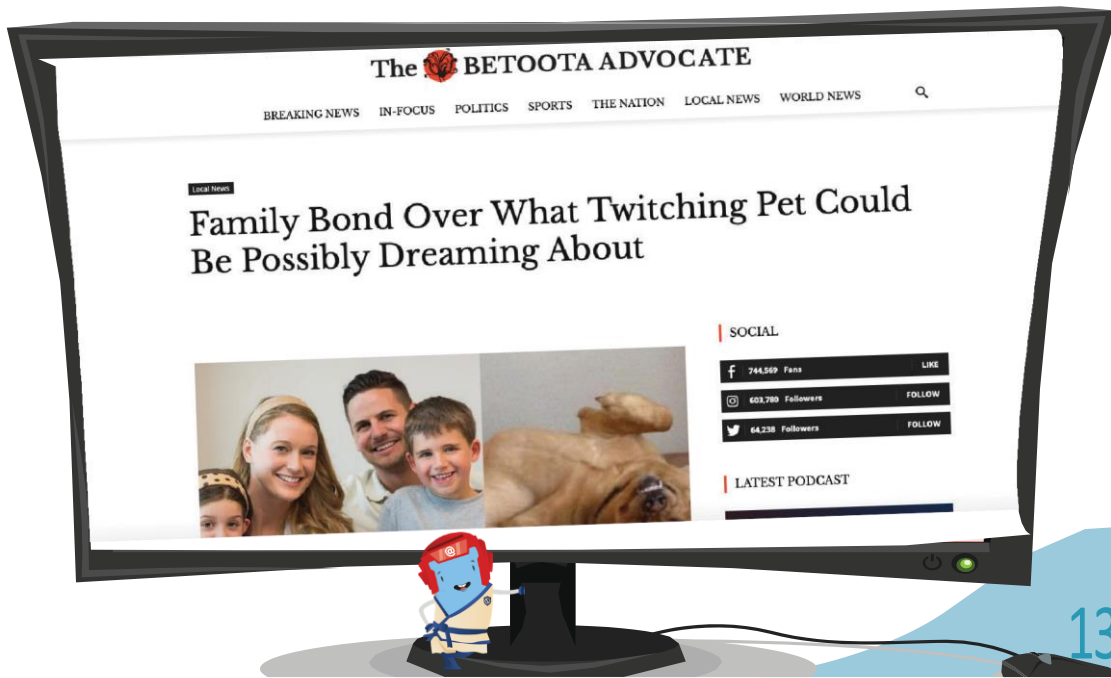 The BETOOTA ADVOCATE
BREAKING NEWS IN-FOCUS POLITICS SPORTS THE NATION LOCAL NEWS WORLD NEWS
Local News
Family Bond Over What Twitching Pet Could
Be Possibly Dreaming About
SOCIAL
744,569 Fans LIKE
603,780 Followers FOLLOW
64,238 Followers FOLLOW
LATEST PODCAST
@
13